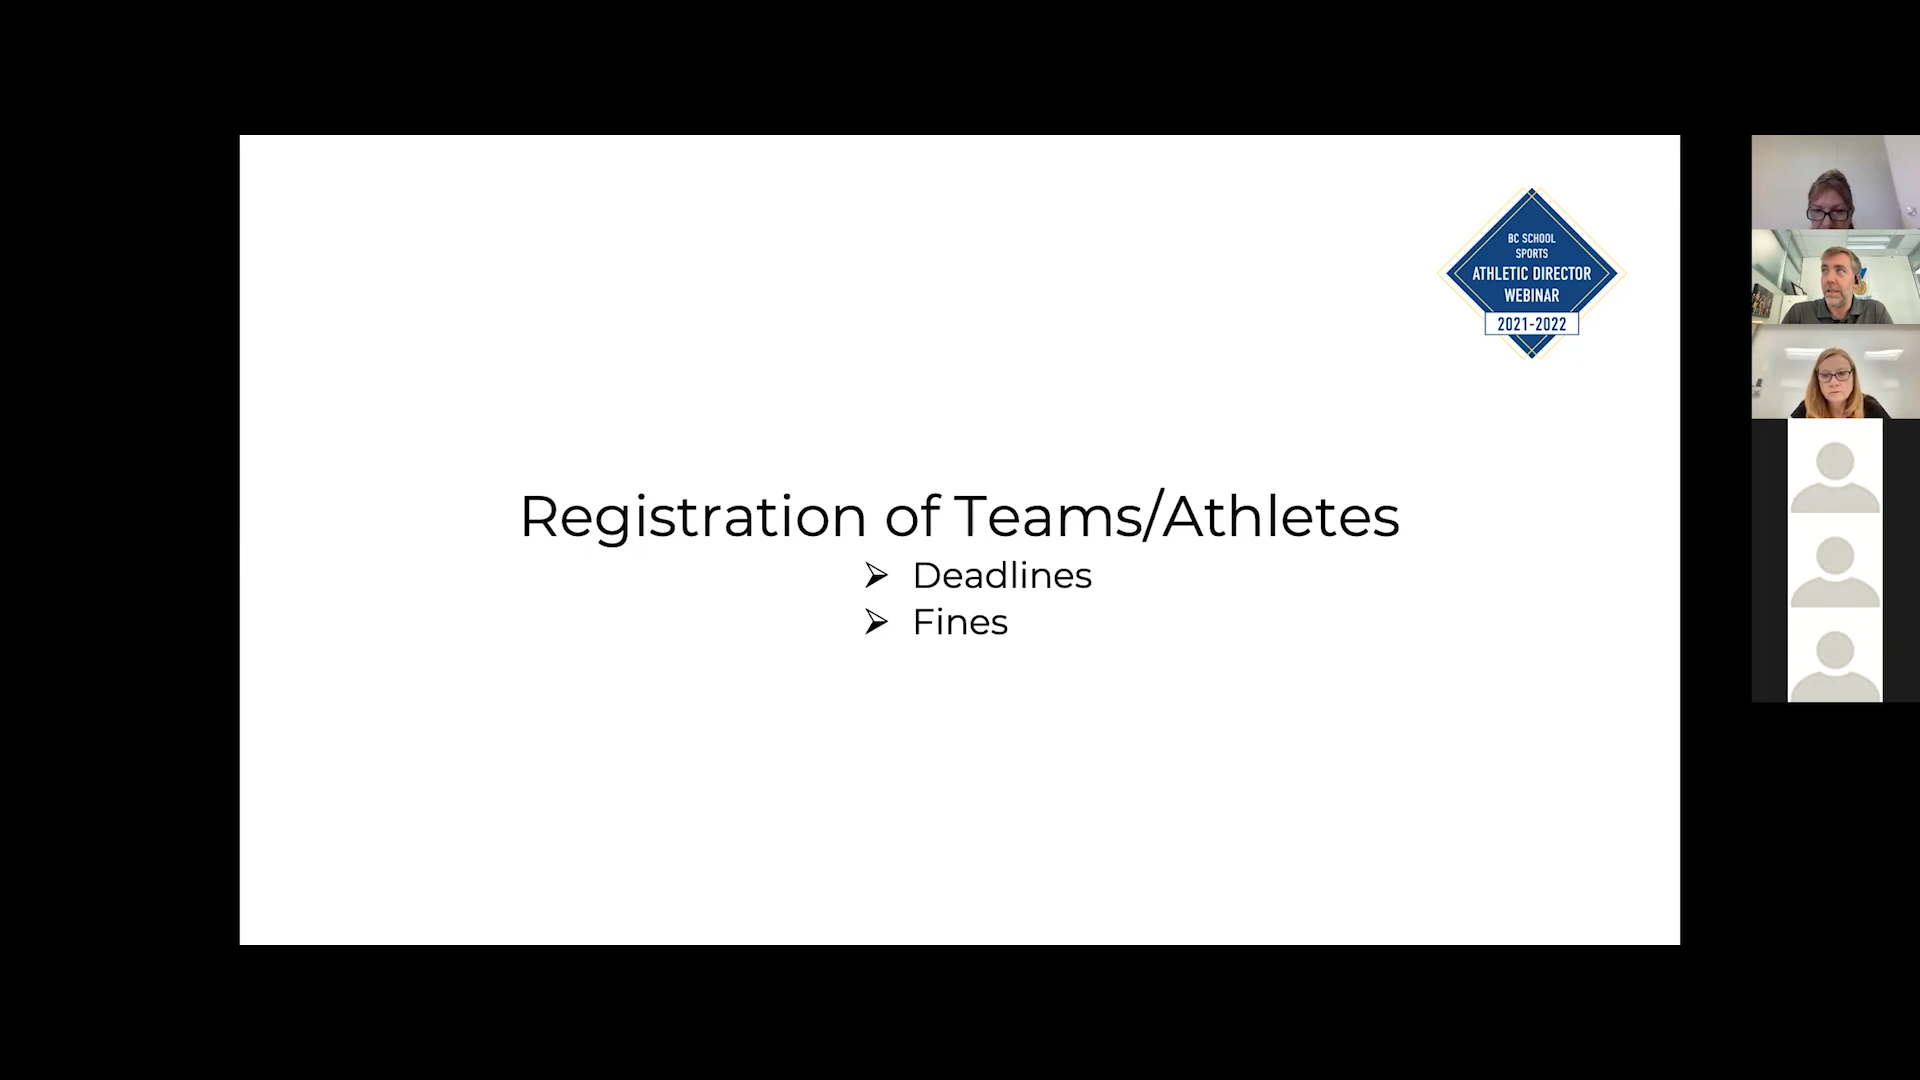 BC SCHOOL
SPORTS
ATHLETIC DIRECTOR
WEBINAR
2021-2022
Registration of Teams/Athletes
➢ Deadlines
➢ Fines